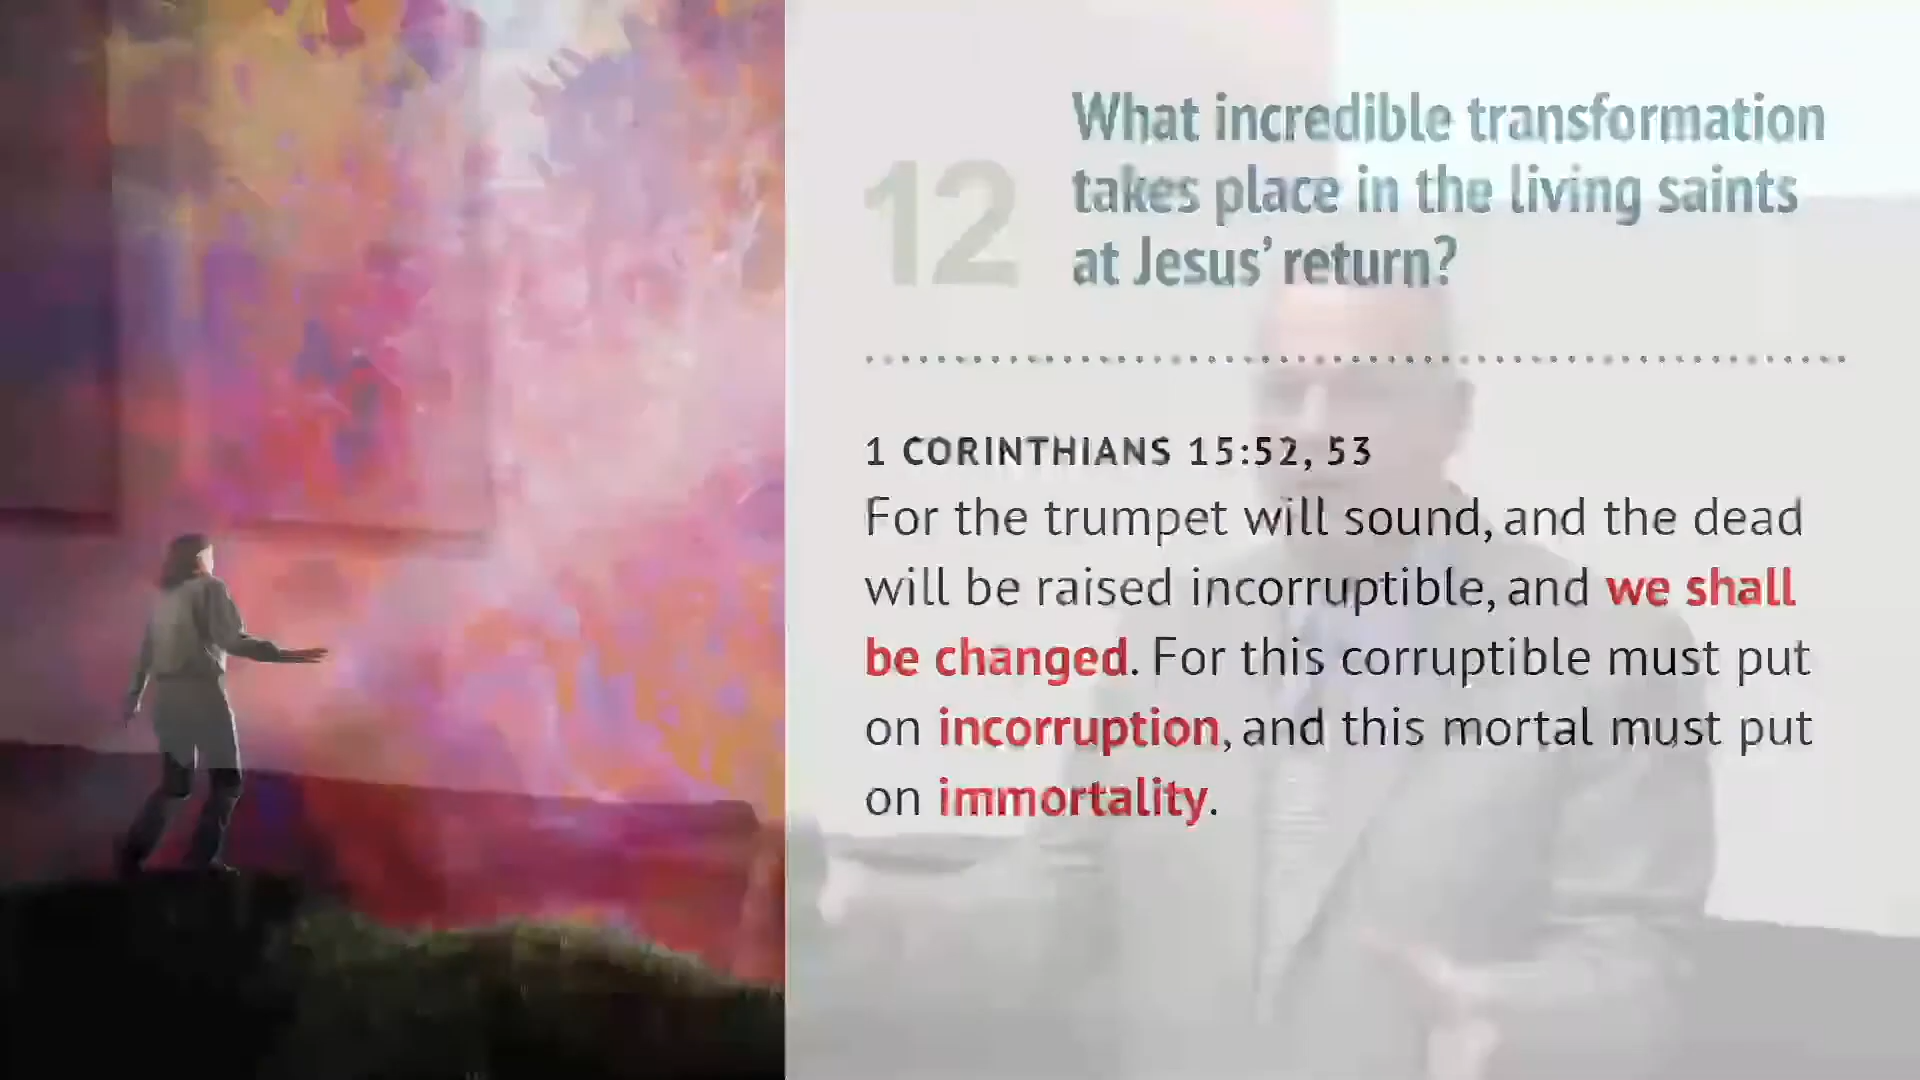 12
What incredible transformation
takes place in the living saints
at Jesus’ return?
1 CORINTHIANS 15:52, 53
For the trumpet will sound, and the dead
will be raised incorruptible, and we shall
be changed. For this corruptible must put
on incorruption, and this mortal must put
on immortality.